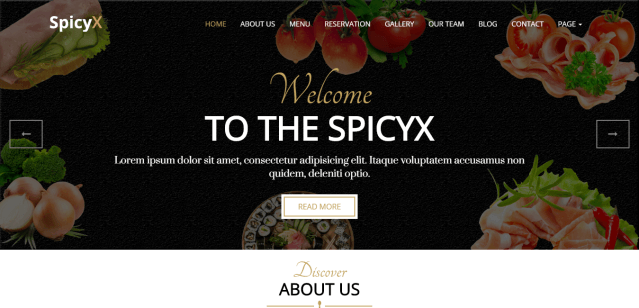 SpicyX
HOME ABOUT US MENU RESERVATION GALLERY OUR TEAM BLOG CONTACT PAGE
Welcome
TO THE SPICYX
Lorem ipsum dolor sit amet, consectetur adipisicing elit. Itaque voluptatem accusamus non
quidem, deleniti optio.
READ MORE
Discover
ABOUT US